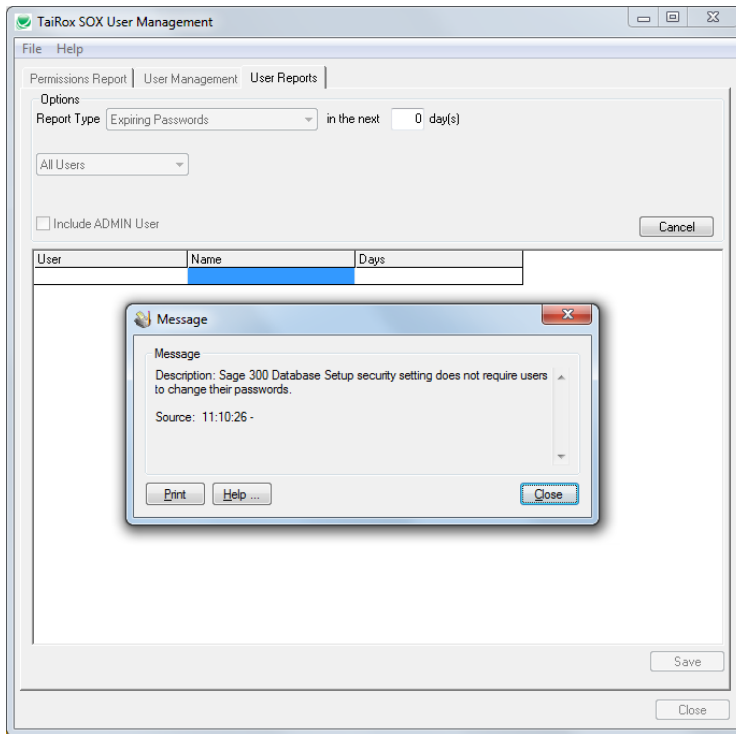 TaiRox SOX User Management
File Help
Permissions Report User Management User Reports
Options
Report Type Expiring Passwords in the next 0 day(s)
All Users
Include ADMIN User
Cancel
User Name Days
Message
Message
Description: Sage 300 Database Setup security setting does not require users
to change their passwords.
Source: 11:10:26 -
Print Help ... Close
Save
Close